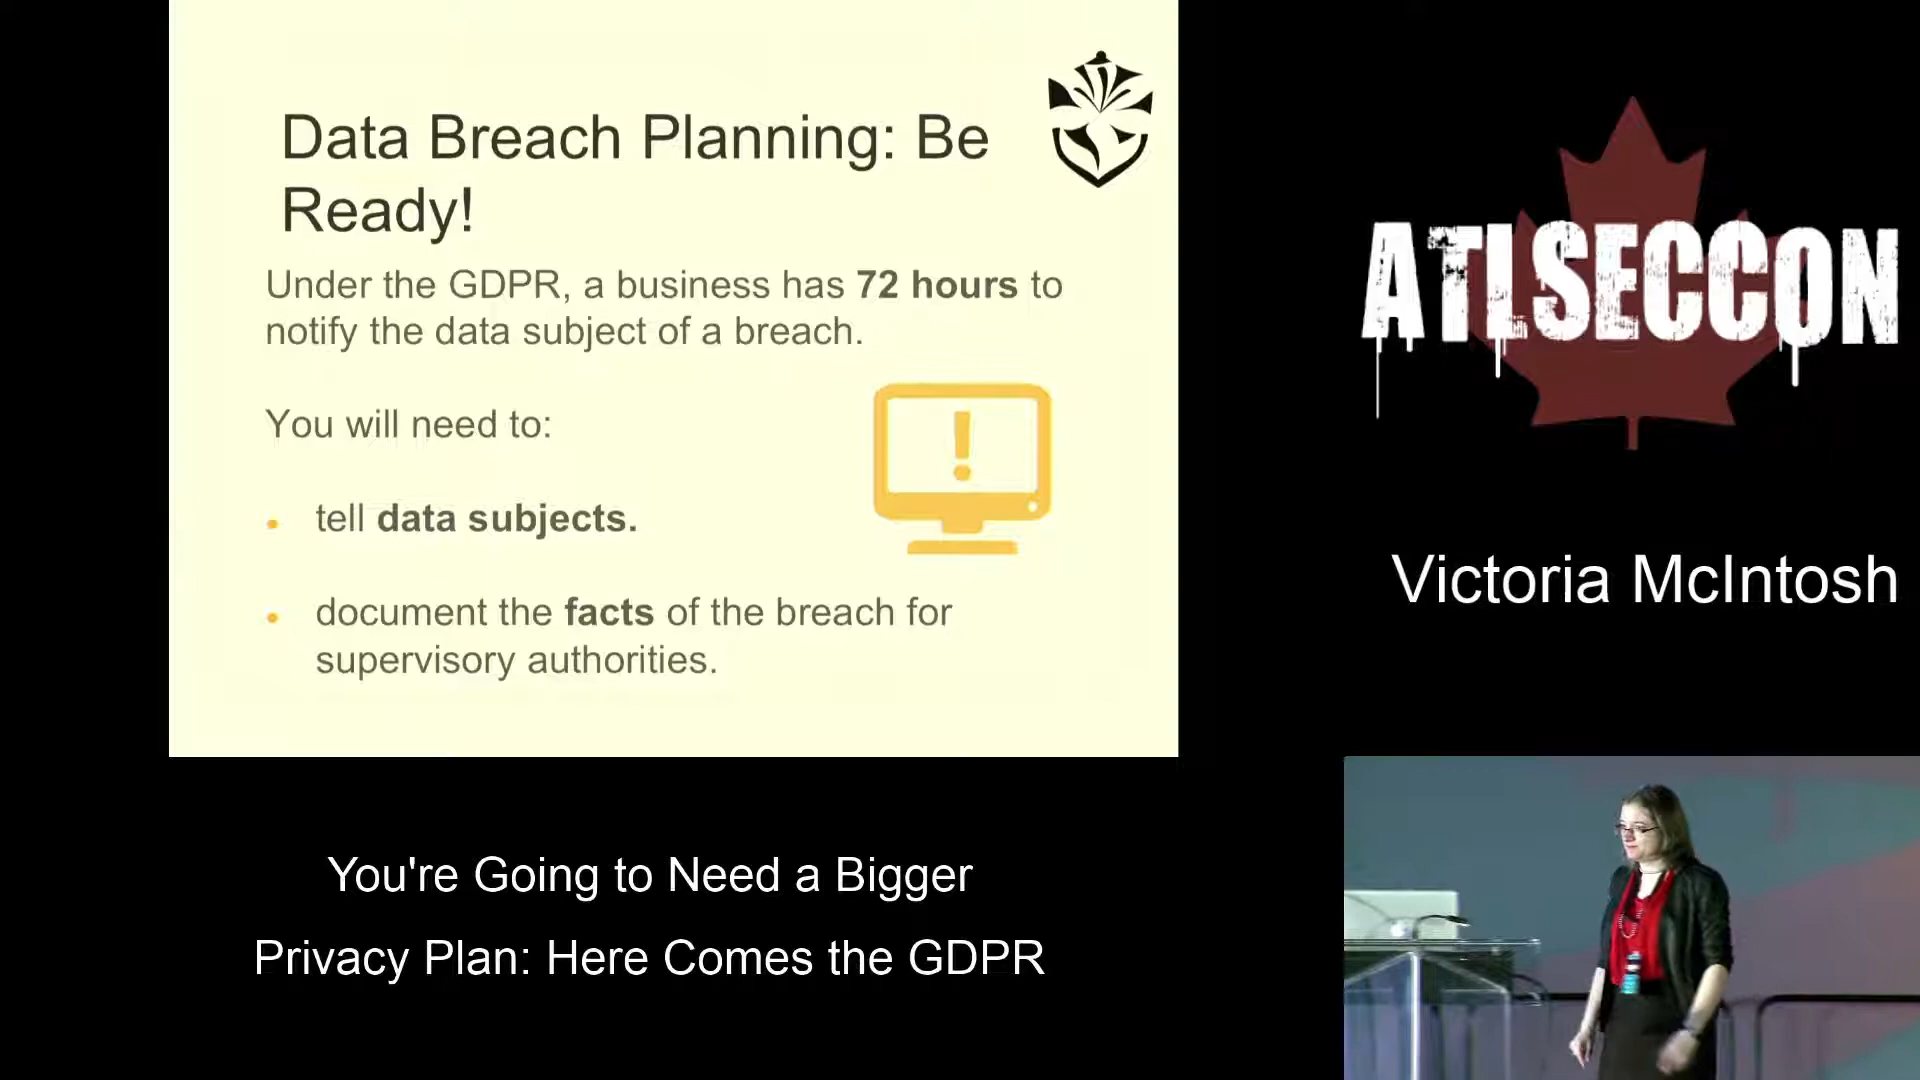 Data Breach Planning: Be
Ready!
Under the GDPR, a business has 72 hours to
notify the data subject of a breach.
You will need to:
tell data subjects.
document the facts of the breach for
supervisory authorities.
ATLSECCON
Victoria McIntosh
You're Going to Need a Bigger
Privacy Plan: Here Comes the GDPR